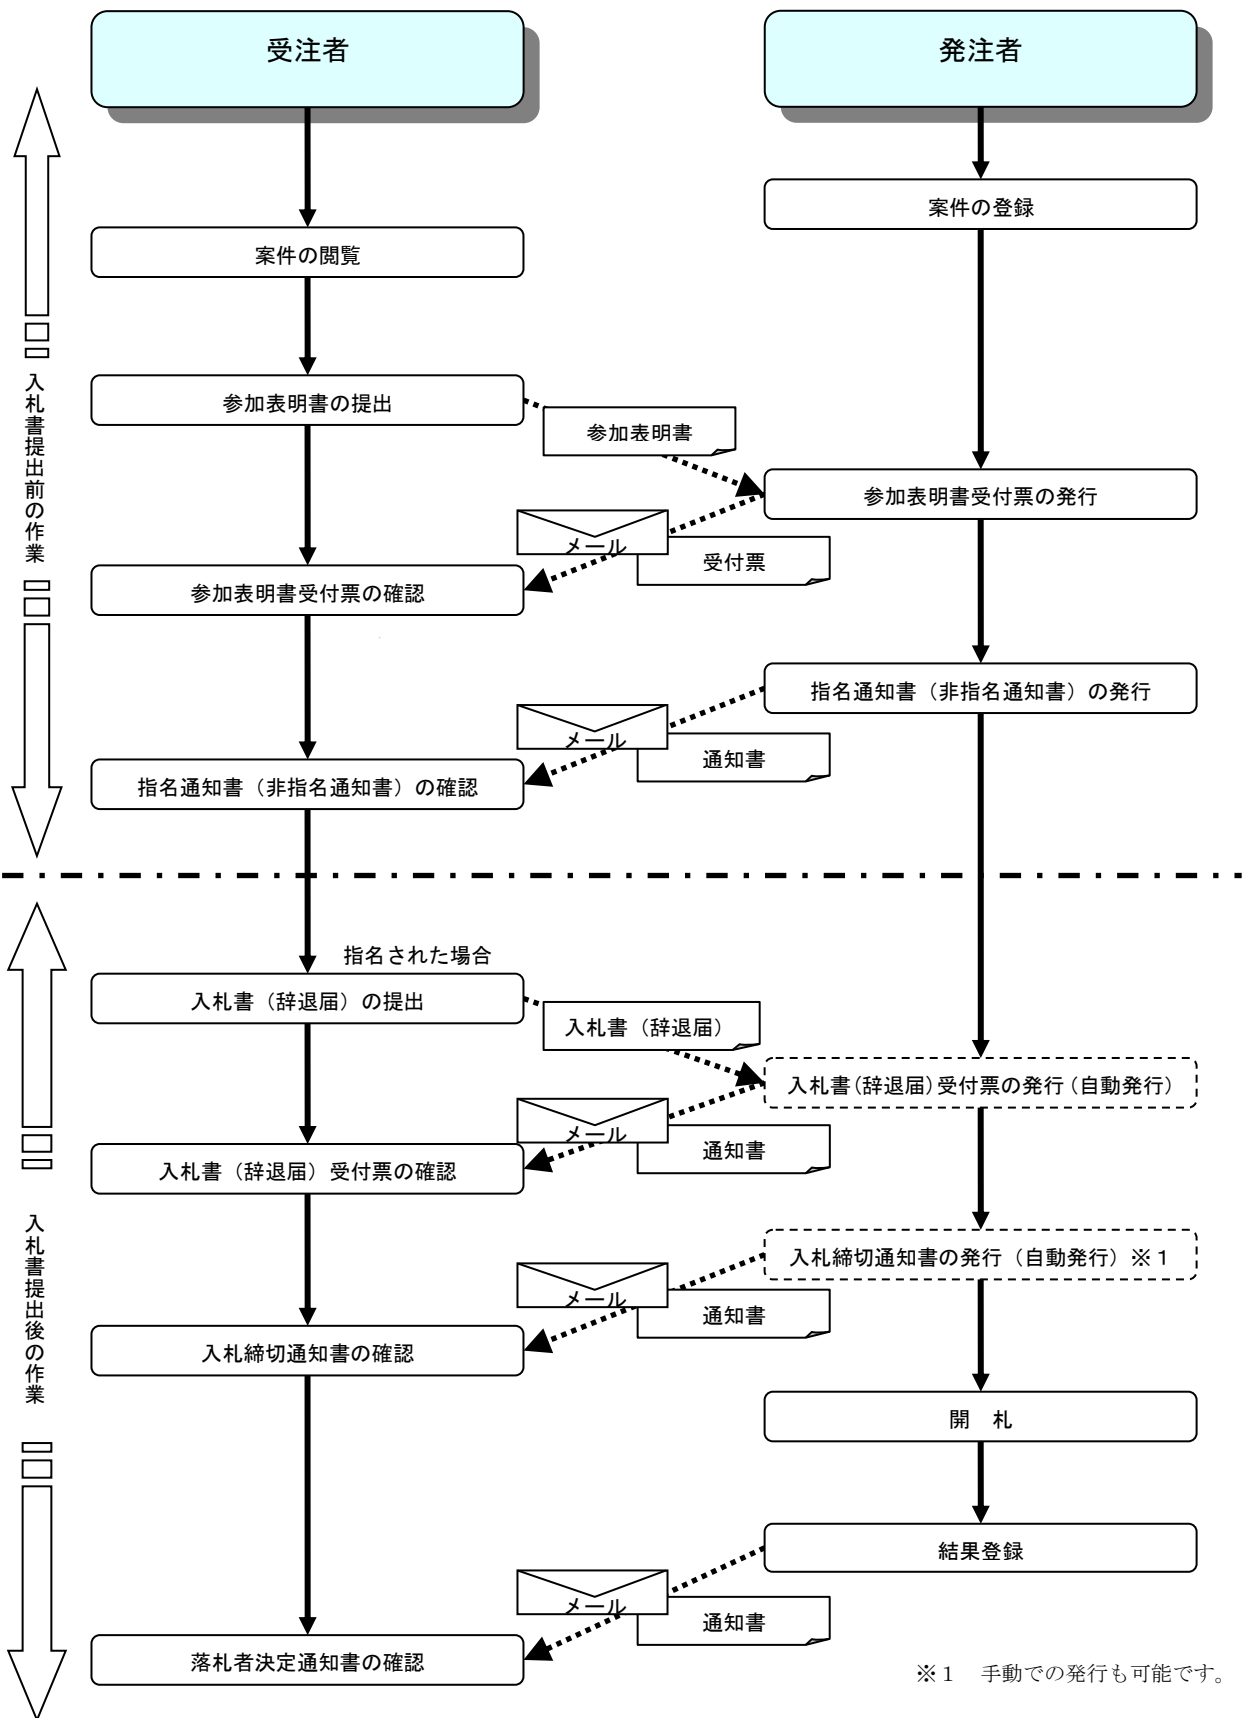 受注者
発注者
案件の登録
案件の閲覧
参加表明書の提出
参加表明書
参加表明書受付票の発行
メール
受付票
参加表明書受付票の確認
入札書提出前の作業
指名通知書（非指名通知書）の発行
メール
通知書
指名通知書（非指名通知書）の確認
指名された場合
入札書（辞退届）の提出
入札書（辞退届）
入札書(辞退届)受付票の発行(自動発行)
メール
通知書
入札書（辞退届）受付票の確認
入札書提出後の作業
入札締切通知書の発行（自動発行）※１
メール
通知書
入札締切通知書の確認
開　札
結果登録
メール
通知書
落札者決定通知書の確認
※１　手動での発行も可能です。